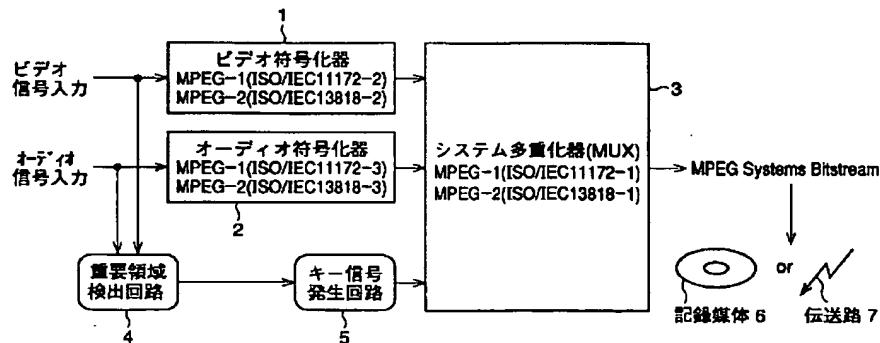 1
ビデオ
信号入力
ビデオ符号化器
MPEG-1(ISO/IEC11172-2)
MPEG-2(ISO/IEC13818-2)
3
オーディオ
信号入力
オーディオ符号化器
MPEG-1(ISO/IEC11172-3)
MPEG-2(ISO/IEC13818-3)
2
システム多重化器(MUX)
MPEG-1(ISO/IEC11172-1)
MPEG-2(ISO/IEC13818-1)
MPEG Systems Bitstream
重要領域
検出回路
4
キー信号
発生回路
5
or
記録媒体 6
伝送路 7